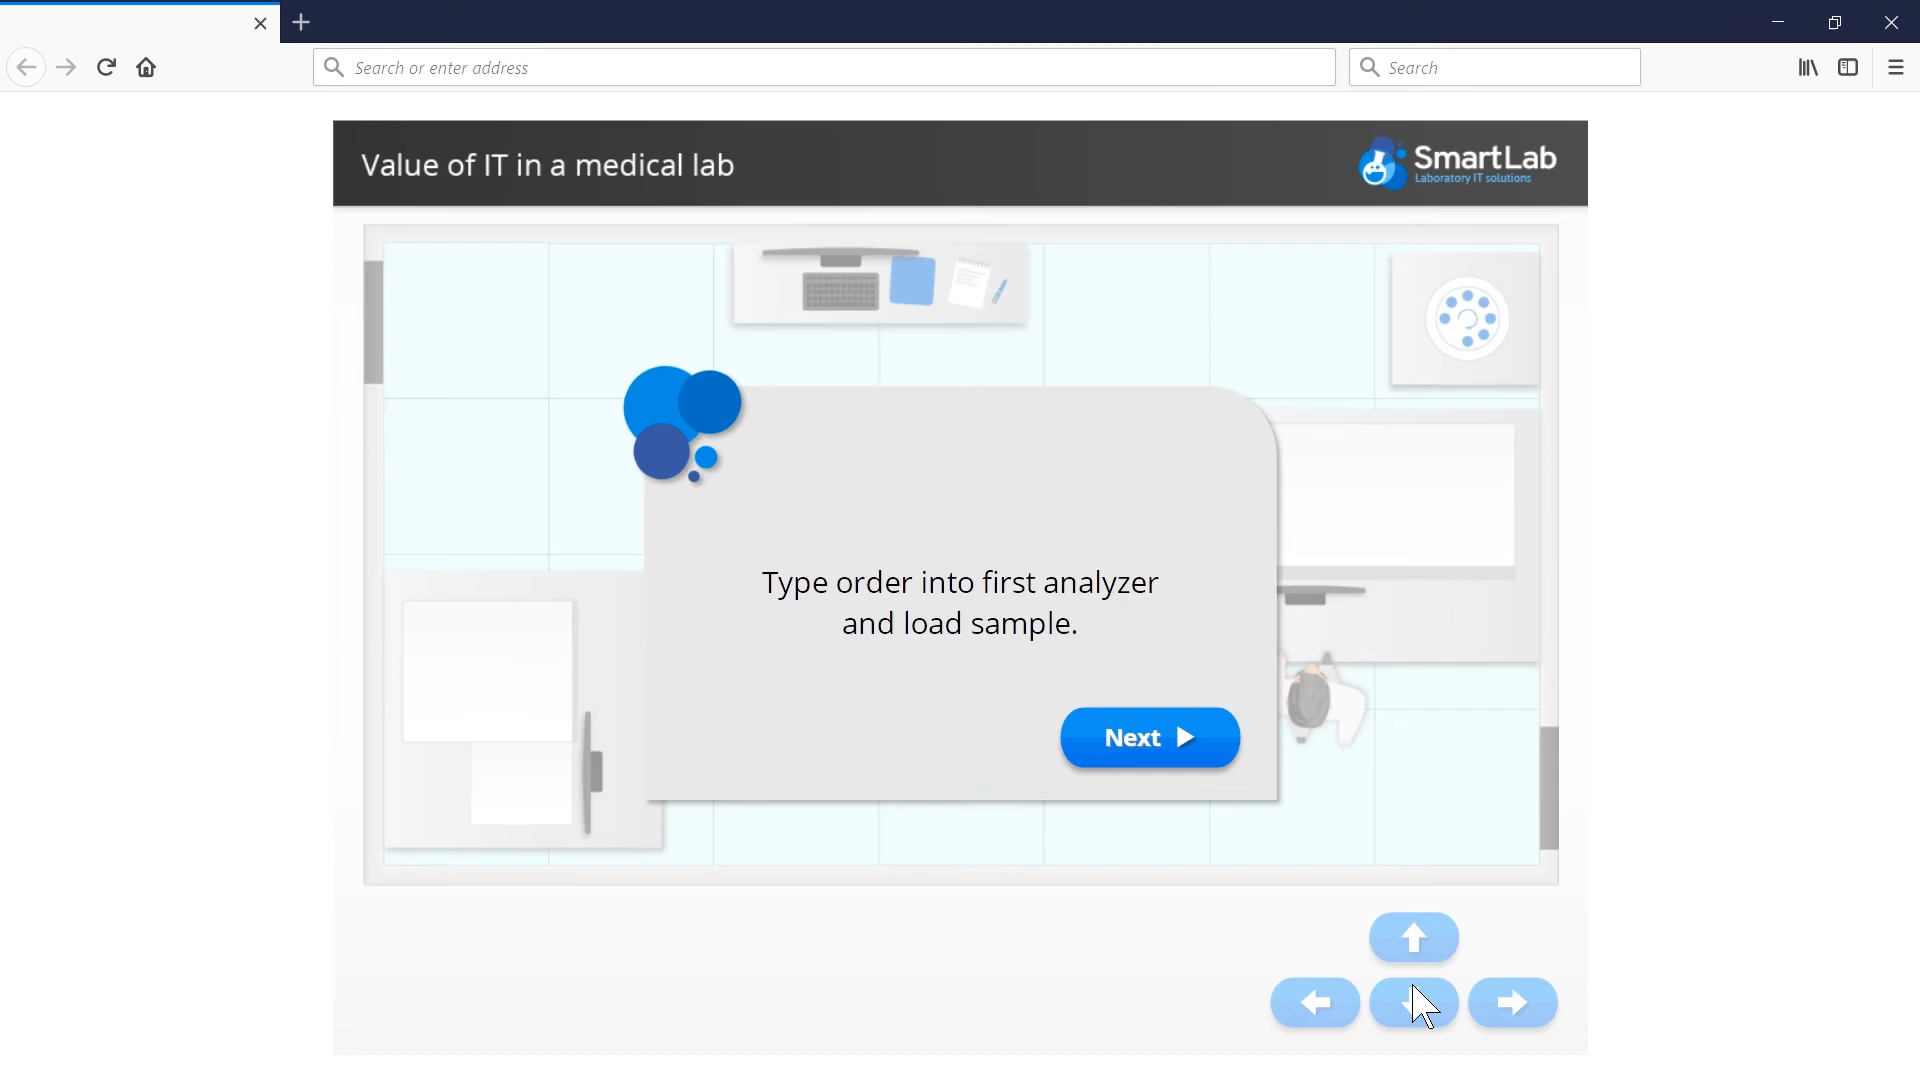 Search or enter address
Search
Value of IT in a medical lab
SmartLab
Laboratory IT solutions
Type order into first analyzer
and load sample.
Next